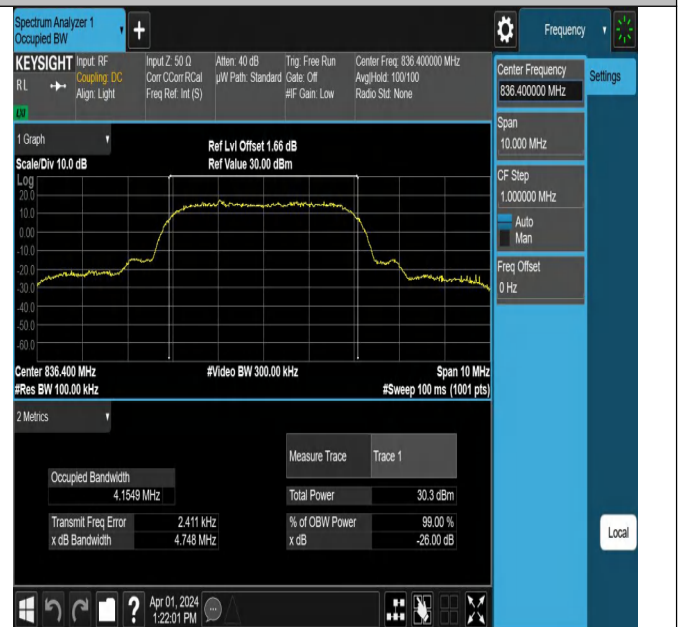 Spectrum Analyzer 1
Occupied BW
+
Frequency
KEYSIGHT
RL
LXI
Input: RF
Coupling: DC
Align: Light
Input Z: 50 Ω
Corr CCorr RCal
Freq Ref: Int (S)
Atten: 40 dB
µW Path: Standard
Trig: Free Run
Gate: Off
#IF Gain: Low
Center Freq: 836.400000 MHz
Avg|Hold: 100/100
Radio Std: None
Center Frequency
836.400000 MHz
Settings
Span
10.000 MHz
CF Step
1.000000 MHz
Auto
Man
Freq Offset
0 Hz
Local
1 Graph
Scale/Div 10.0 dB
Ref Lvl Offset 1.66 dB
Ref Value 30.00 dBm
Log
20.0
10.0
0.00
-10.0
-20.0
-30.0
-40.0
-50.0
-60.0
Center 836.400 MHz
#Video BW 300.00 kHz
Span 10 MHz
#Res BW 100.00 kHz
#Sweep 100 ms (1001 pts)
2 Metrics
Measure Trace Trace 1
Occupied Bandwidth
4.1549 MHz
Total Power 30.3 dBm
Transmit Freq Error 2.411 kHz
% of OBW Power 99.00 %
x dB Bandwidth 4.748 MHz
x dB -26.00 dB
?
Apr 01, 2024
1:22:01 PM